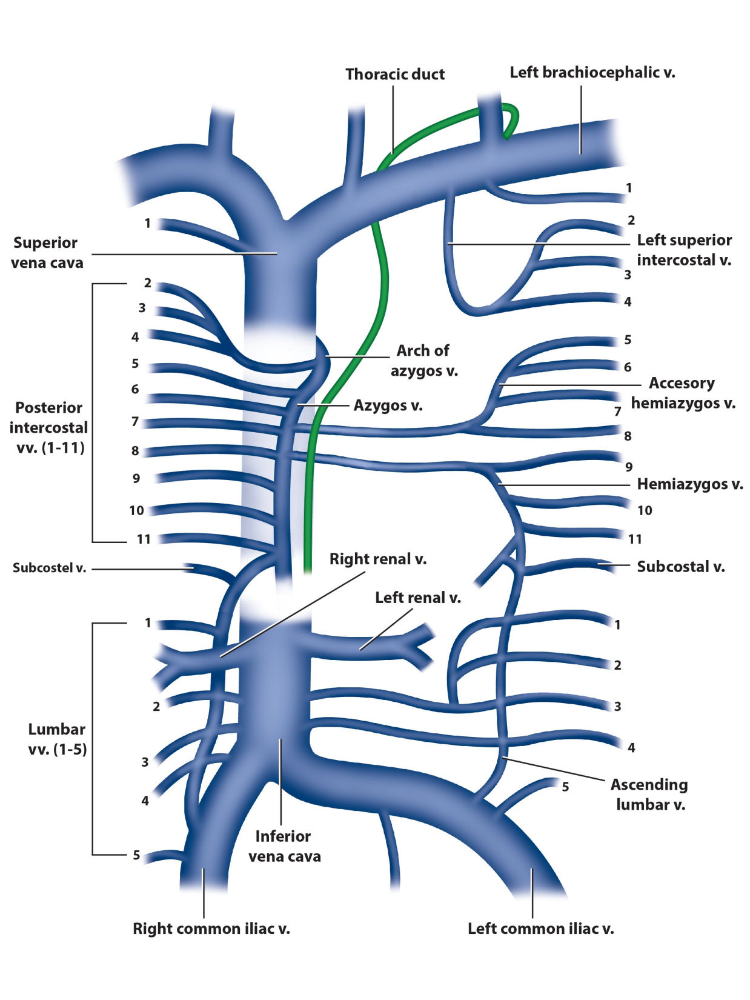 Thoracic duct
Left brachiocephalic v.
1
2
1
Superior
vena cava
Left superior
intercostal v.
3
4
2
3
4
5
6
7
8
9
10
11
Posterior
intercostal
vv. (1-11)
Arch of
azygos v.
Azygos v.
5
6
Accesory
hemiazygos v.
7
8
9
Hemiazygos v.
10
11
Subcostel v.
Right renal v.
Subcostal v.
Left renal v.
1
2
3
4
5
Lumbar
vv. (1-5)
1
2
3
4
5
Ascending
lumbar v.
Inferior
vena cava
Right common iliac v.
Left common iliac v.